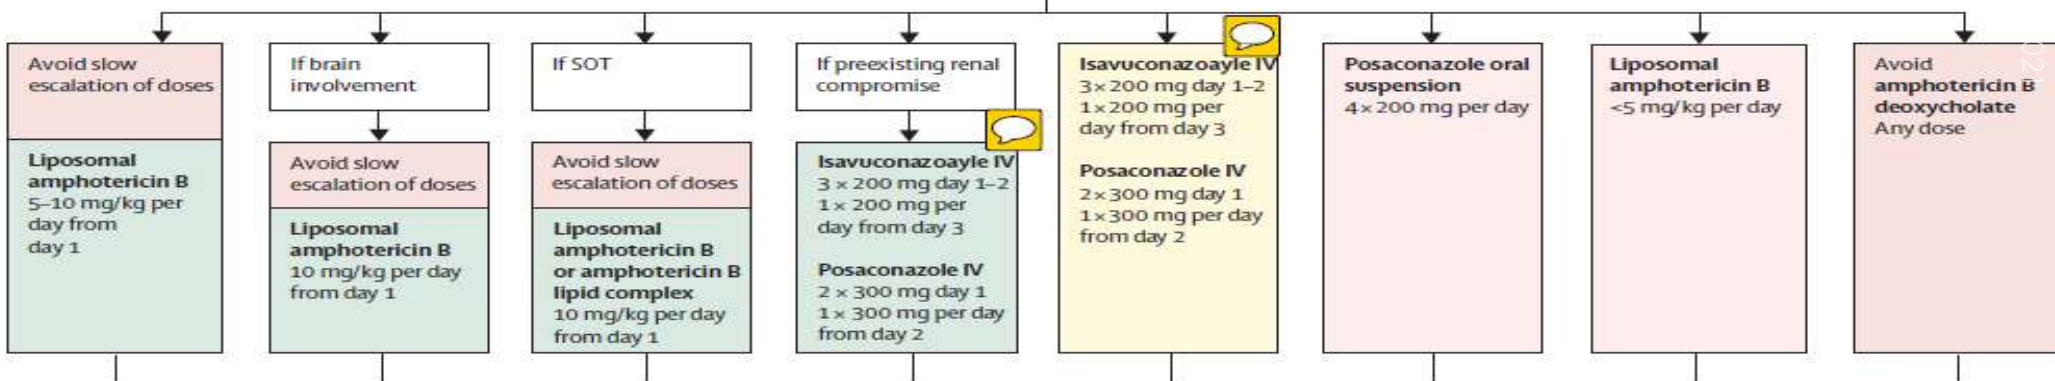 Avoid slow
escalation of doses
Liposomal
amphotericin B
5–10 mg/kg per
day from
day 1
If brain
involvement
Avoid slow
escalation of doses
Liposomal
amphotericin B
10 mg/kg per day
from day 1
If SOT
Avoid slow
escalation of doses
Liposomal
amphotericin B
or amphotericin B
lipid complex
10 mg/kg per day
from day 1
If preexisting renal
compromise
Isavuconazoayle IV
3 × 200 mg day 1–2
1 × 200 mg per
day from day 3
Posaconazole IV
2 × 300 mg day 1
1 × 300 mg per day
from day 2
Isavuconazoayle IV
3× 200 mg day 1–2
1×200 mg per
day from day 3
Posaconazole IV
2×300 mg day 1
1×300 mg per day
from day 2
Posaconazole oral
suspension
4×200 mg per day
Liposomal
amphotericin B
<5 mg/kg per day
Avoid
amphotericin B
deoxycholate
Any dose